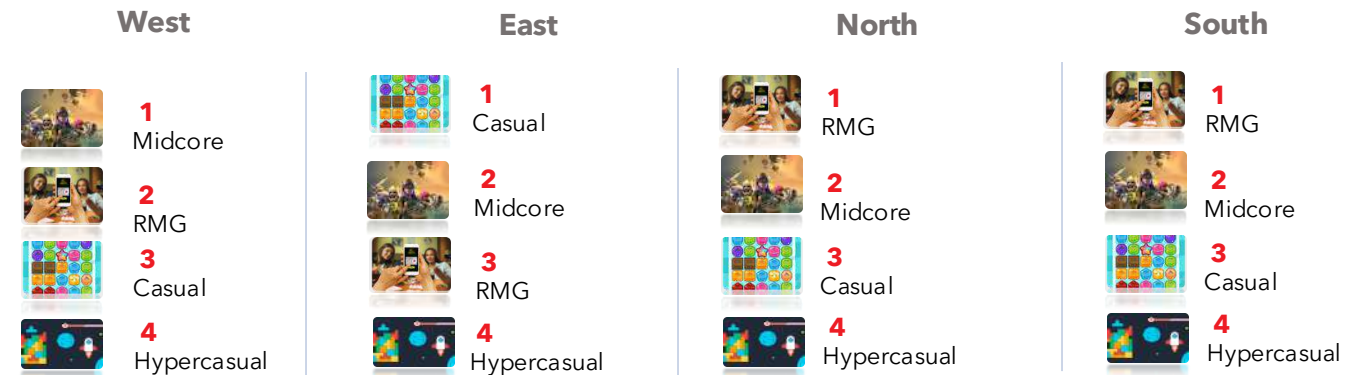 West
1
Midcore
2
RMG
3
Casual
4
Hypercasual
East
1
Casual
2
Midcore
3
RMG
4
Hypercasual
North
1
RMG
2
Midcore
3
Casual
4
Hypercasual
South
1
RMG
2
Midcore
3
Casual
4
Hypercasual